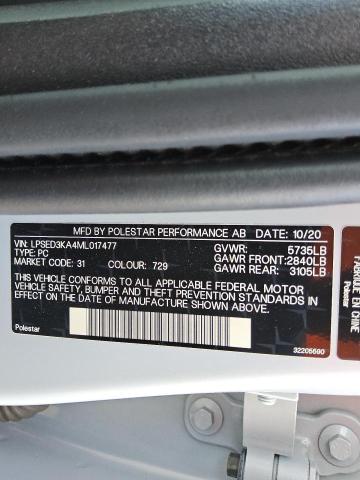 MFD BY POLESTAR PERFORMANCE AB DATE: 10/20
VIN: LPSED3KA4ML017477 GVWR: 5735LB
TYPE: PC GAWR FRONT:2840LB
MARKET CODE: 31 COLOUR: 729 GAWR REAR: 3105LB
THIS VEHICLE CONFORMS TO ALL APPLICABLE FEDERAL MOTOR
VEHICLE SAFETY, BUMPER AND THEFT PREVENTION STANDARDS IN
EFFECT ON THE DATE OF MANUFACTURE SHOWN ABOVE.
Polestar 32205690
FABRIQUE EN CHINE
Polestar